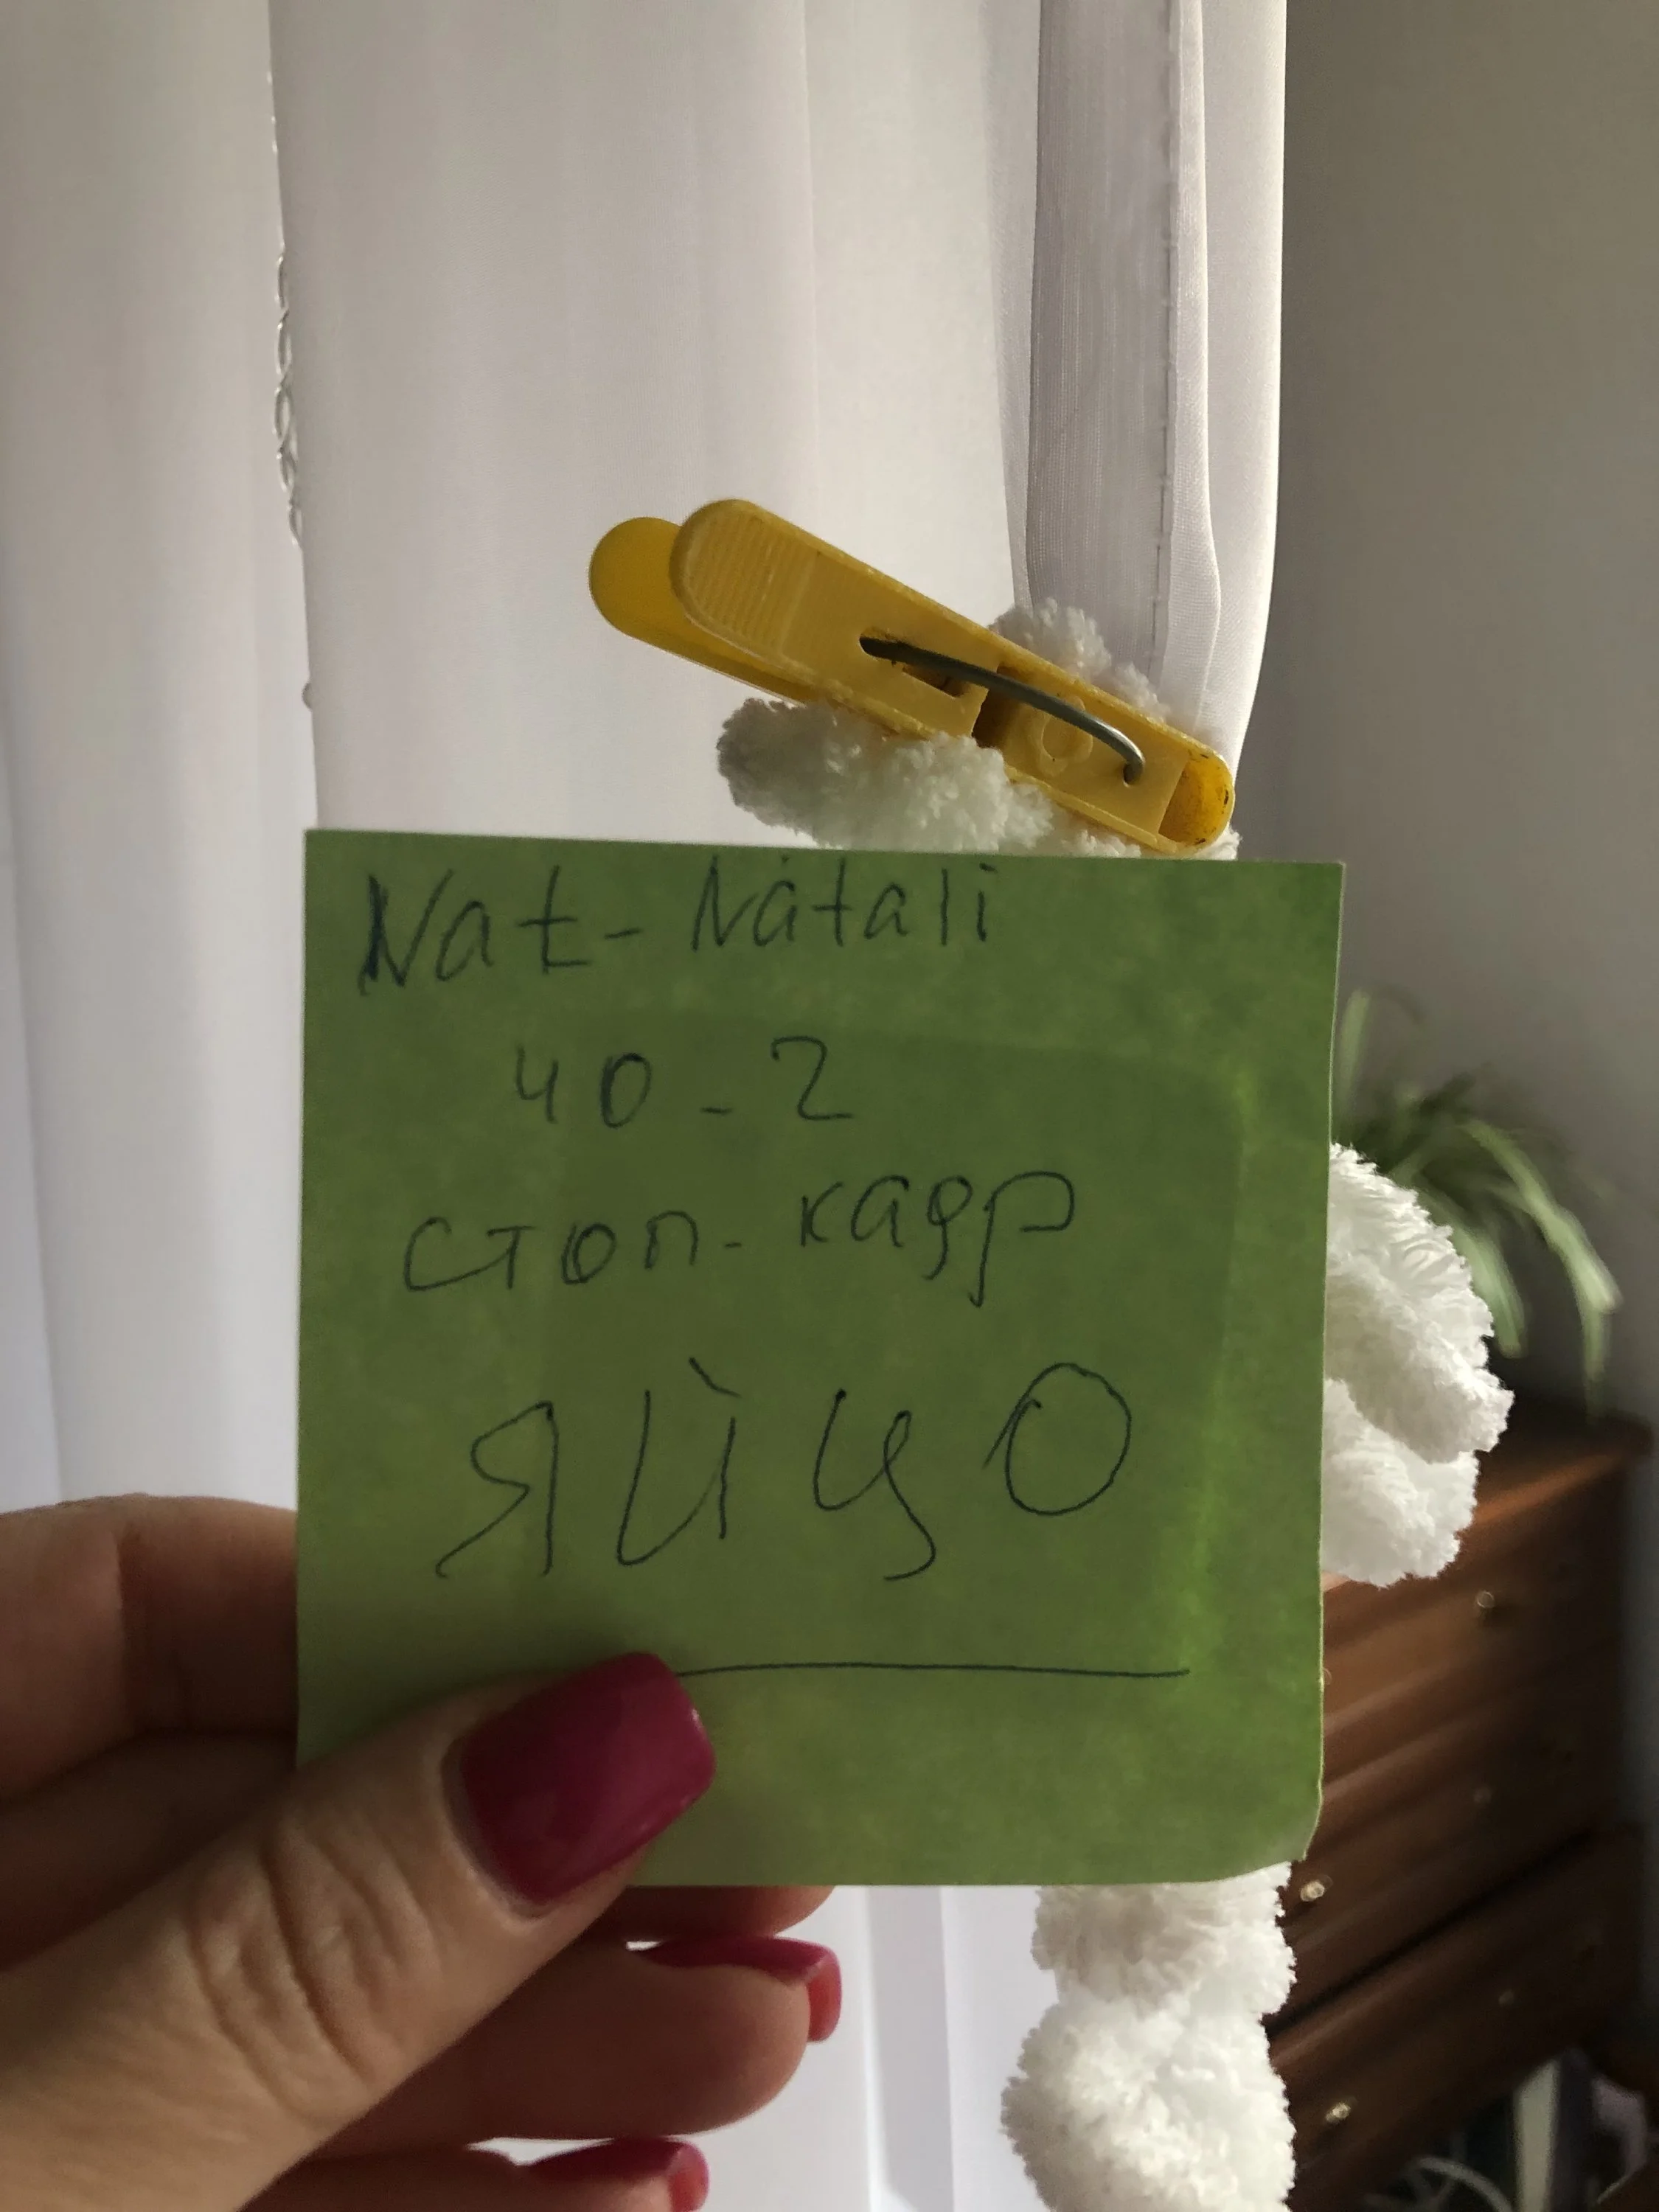 Nat-Natali
40-2
стоп-кадр
яйцо